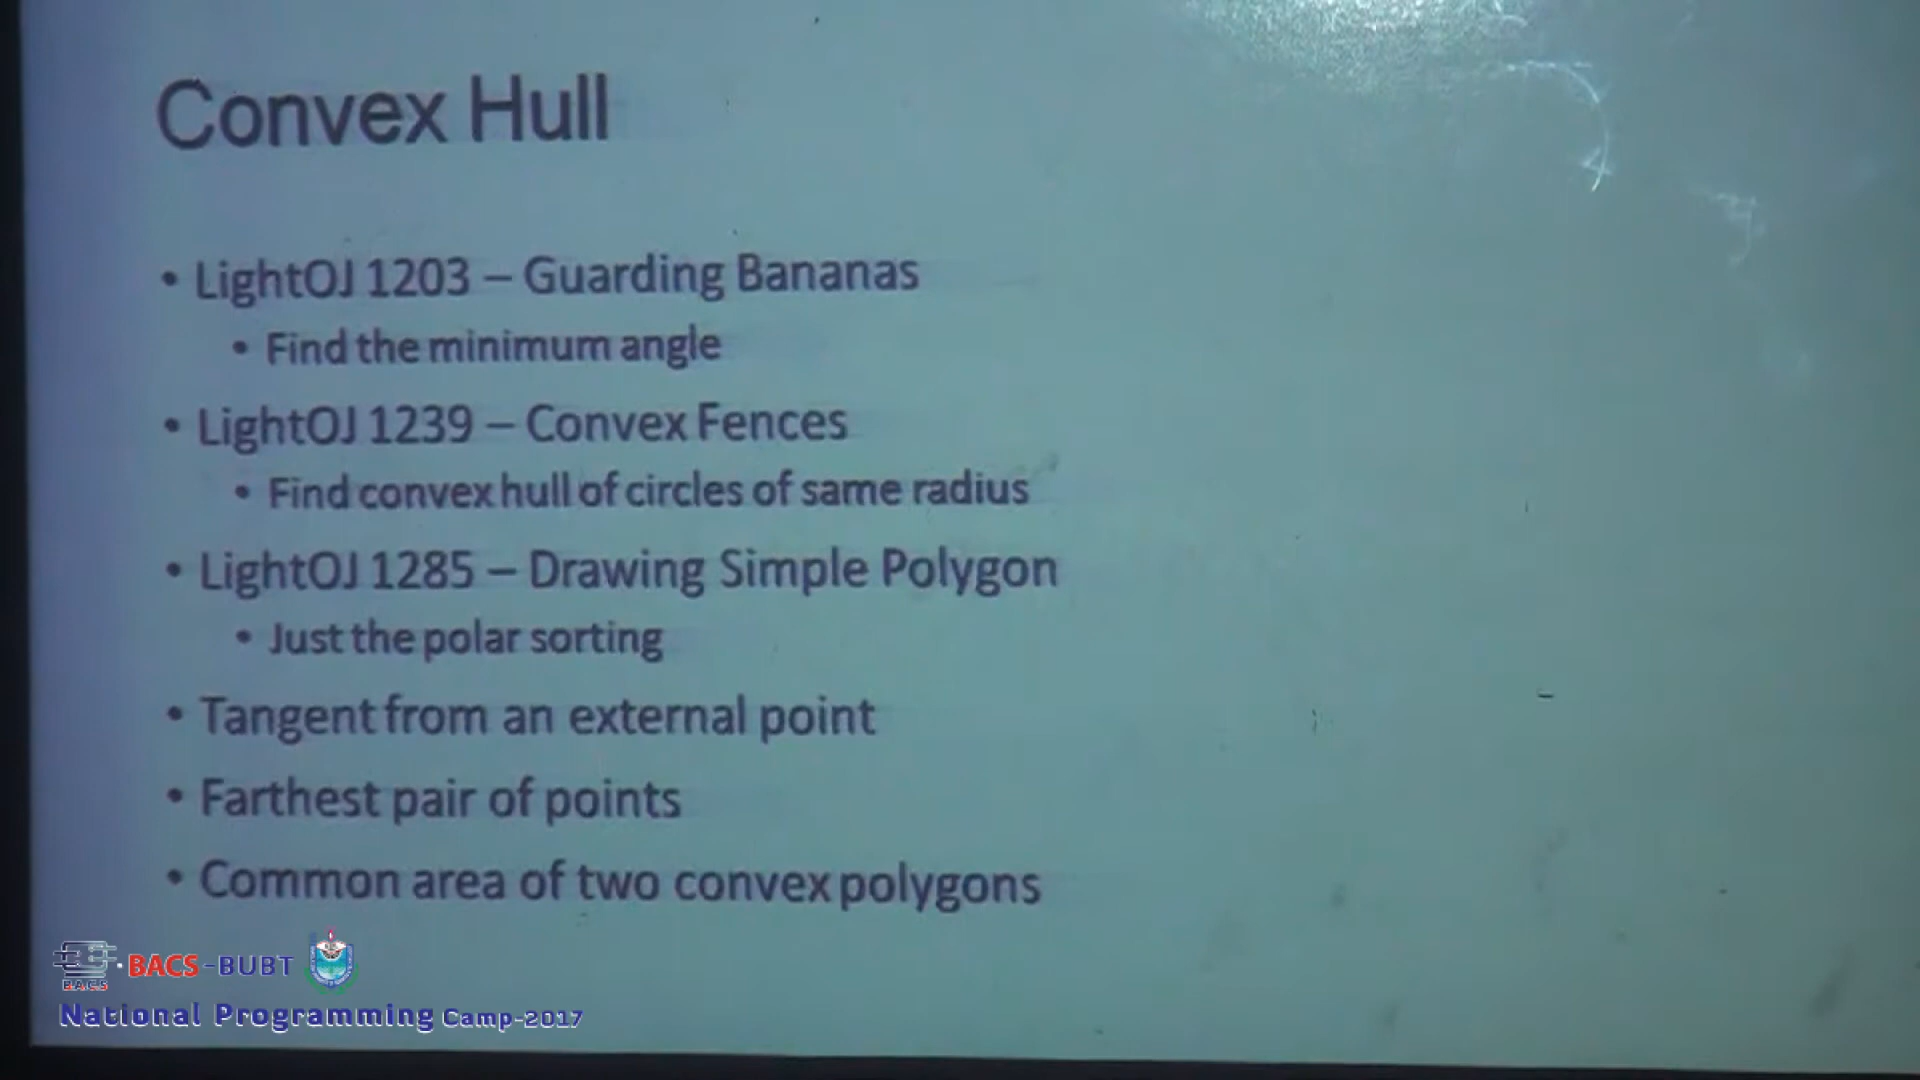 Convex Hull
• LightOJ 1203 – Guarding Bananas
• Find the minimum angle
• LightOJ 1239 – Convex Fences
• Find convex hull of circles of same radius
• LightOJ 1285 – Drawing Simple Polygon
• Just the polar sorting
• Tangent from an external point
• Farthest pair of points
• Common area of two convex polygons
B.A.C.S
BACS-BUBT
National Programming Camp-2017